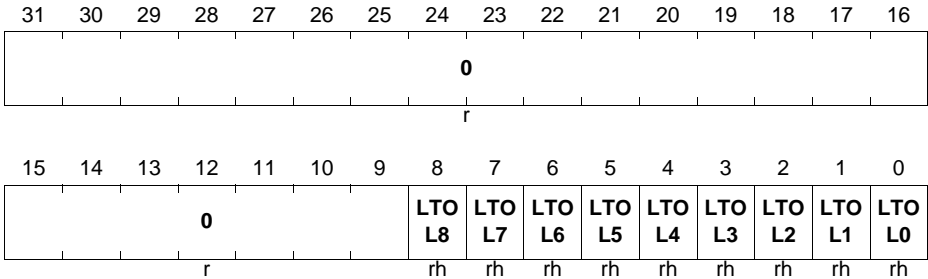 31 30 29 28 27 26 25 24 23 22 21 20 19 18 17 16
0
r
15 14 13 12 11 10 9 8 7 6 5 4 3 2 1 0
0 LTO LTO LTO LTO LTO LTO LTO LTO LTO
L8 L7 L6 L5 L4 L3 L2 L1 L0
r rh rh rh rh rh rh rh rh rh